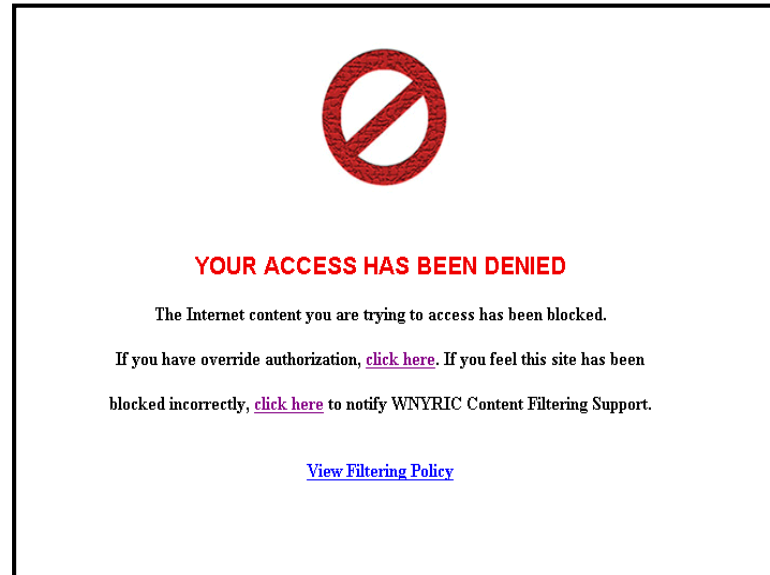 YOUR ACCESS HAS BEEN DENIED
The Internet content you are trying to access has been blocked.
If you have override authorization, click here. If you feel this site has been
blocked incorrectly, click here to notify WNYRIC Content Filtering Support.
View Filtering Policy